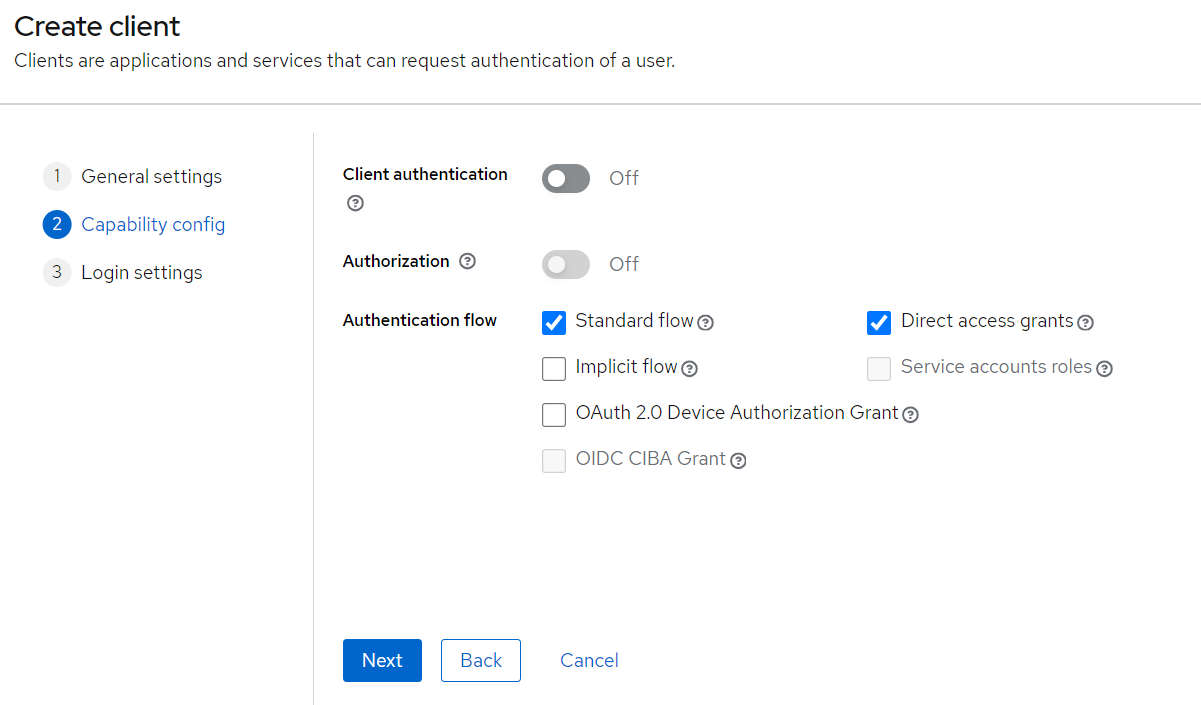 Create client
Clients are applications and services that can request authentication of a user.
1 General settings
2 Capability config
3 Login settings
Client authentication
?
Off
Authorization ?
Off
Authentication flow
Standard flow ?
Direct access grants ?
Implicit flow ?
Service accounts roles ?
OAuth 2.0 Device Authorization Grant ?
OIDC CIBA Grant ?
Next
Back
Cancel